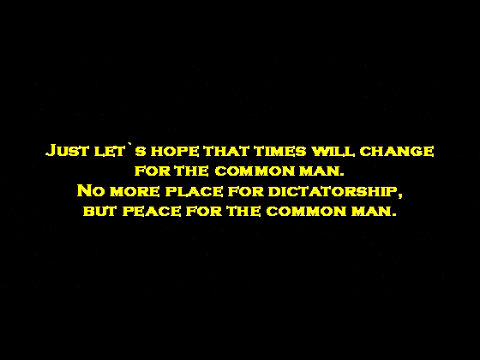 Just let`s hope that times will change
for the common man.
No more place for dictatorship,
but peace for the common man.